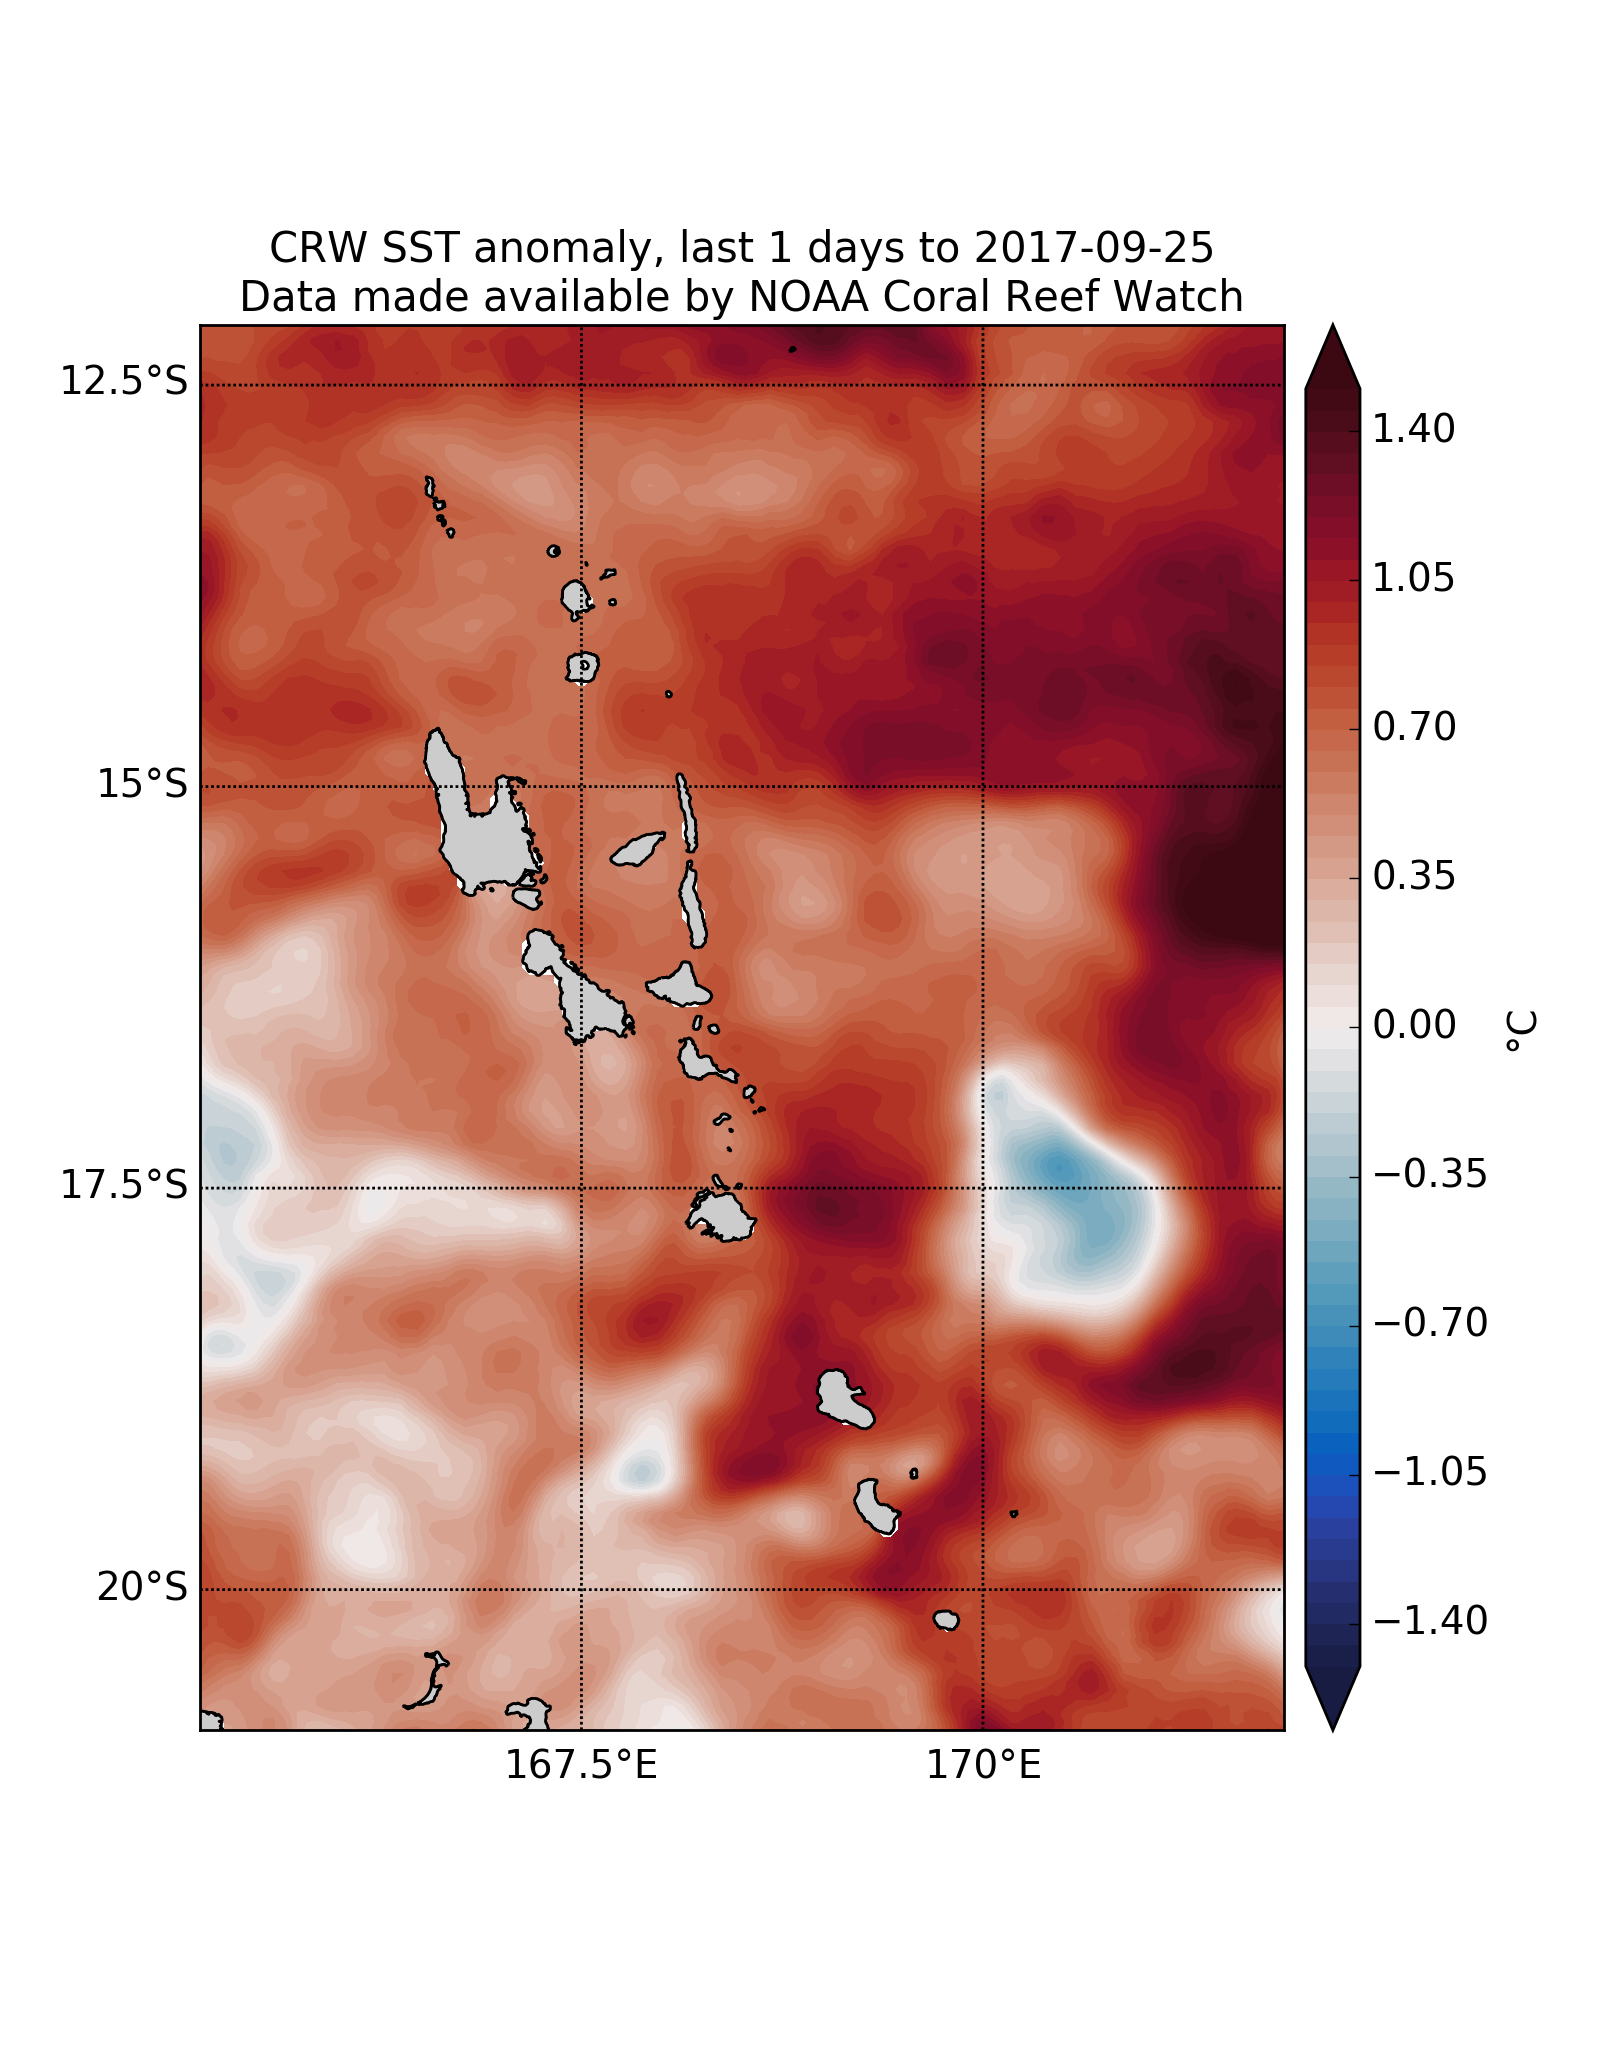 CRW SST anomaly, last 1 days to 2017-09-25
Data made available by NOAA Coral Reef Watch
12.5°S
15°S
17.5°S
20°S
167.5°E
170°E
1.40
1.05
0.70
0.35
0.00
−0.35
−0.70
−1.05
−1.40
°C